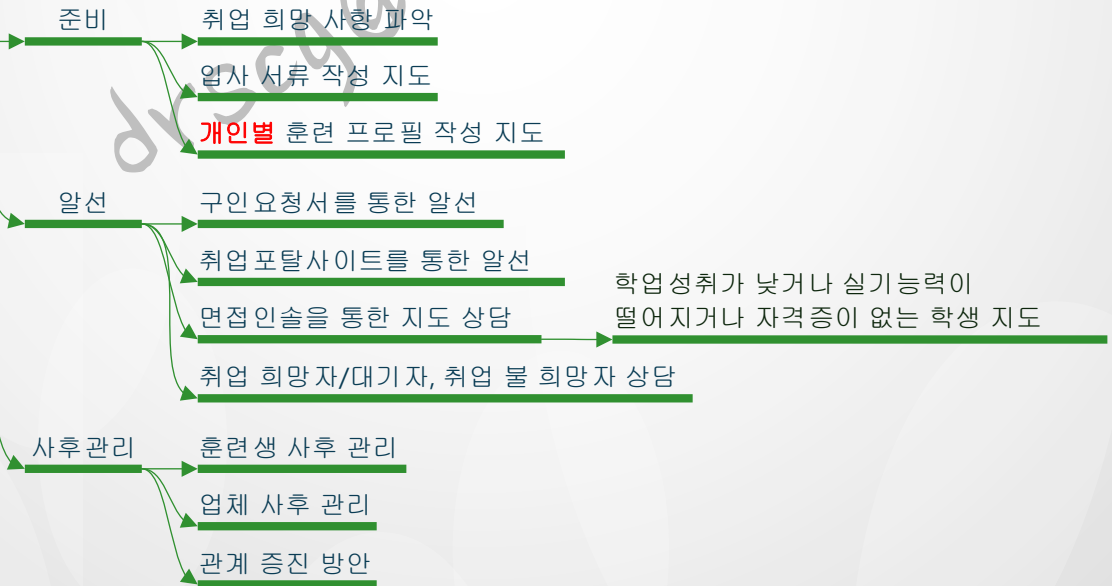 준비
취업 희망 사항 파악
입사 서류 작성 지도
개인별 훈련 프로필 작성 지도
알선
구인요청서를 통한 알선
취업포탈사이트를 통한 알선
면접인솔을 통한 지도 상담
학업성취가 낮거나 실기능력이
떨어지거나 자격증이 없는 학생 지도
취업 희망자/대기자, 취업 불 희망자 상담
사후관리
훈련생 사후 관리
업체 사후 관리
관계 증진 방안
drscg@